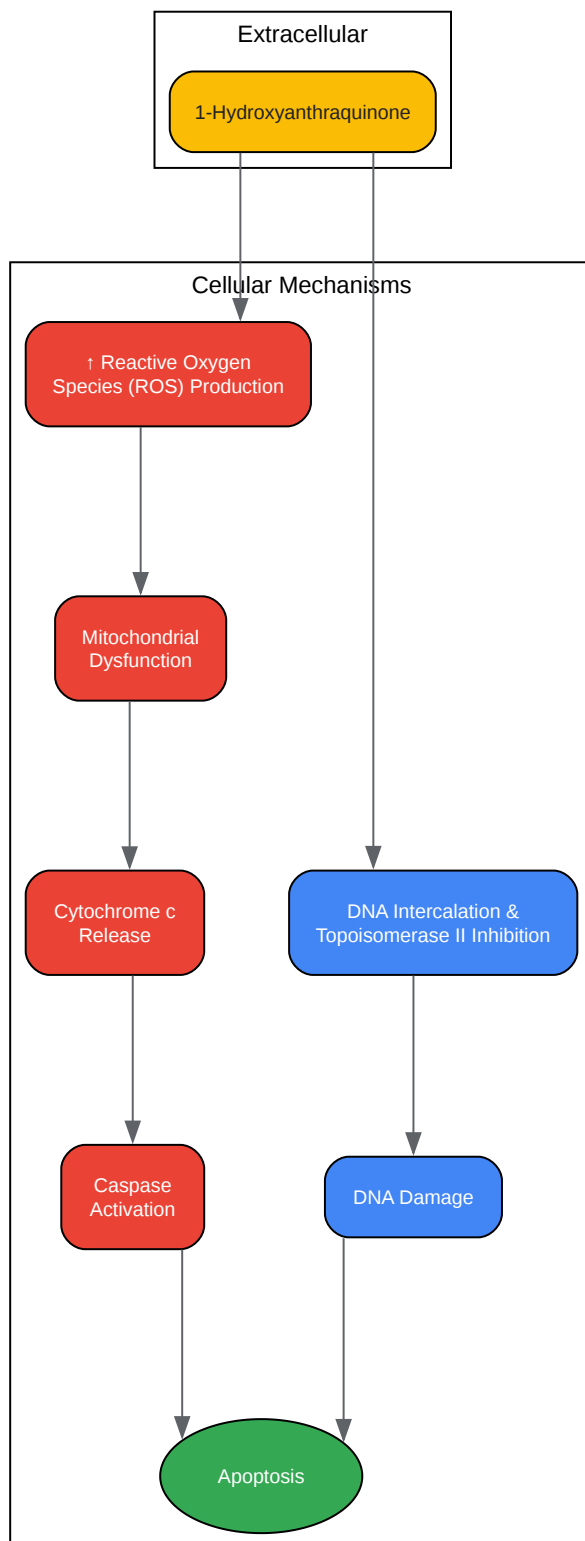 Extracellular
1-Hydroxyanthraquinone
Cellular Mechanisms
↑ Reactive Oxygen
Species (ROS) Production
Mitochondrial
Dysfunction
Cytochrome c
Release
DNA Intercalation &
Topoisomerase II Inhibition
Caspase
Activation
DNA Damage
Apoptosis